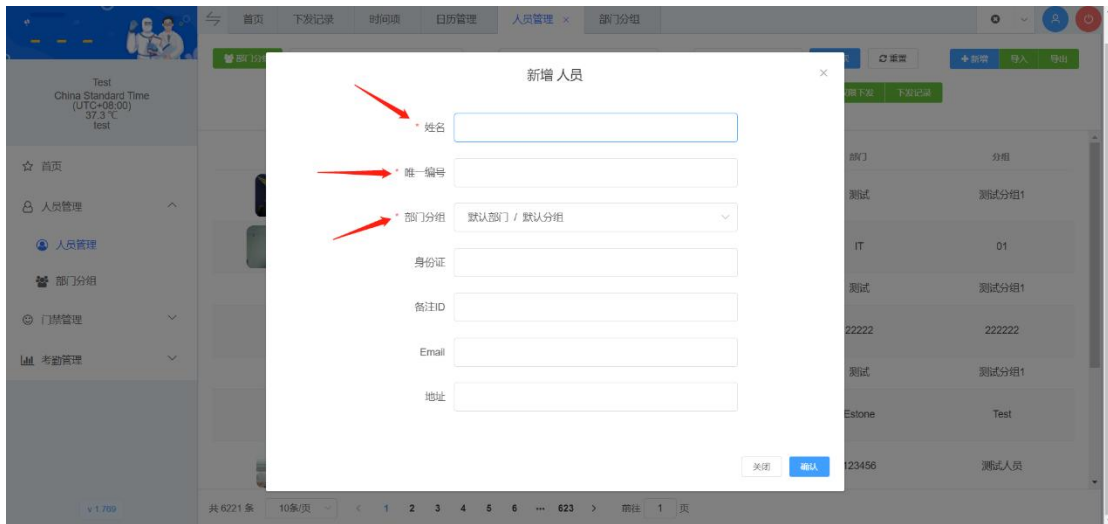 首页
下发记录
时间项
日历管理
人员管理 ×
部门分组
部门分组
重置
+新增
导入
导出
下发记录
Test
China Standard Time
(UTC+08:00)
37.3 ℃
test
首页
人员管理
人员管理
部门分组
门禁管理
考勤管理
v 1.769
新增 人员
* 姓名
* 唯一编号
* 部门分组 默认部门 / 默认分组
身份证
备注ID
Email
地址
关闭 确认
部门 分组
测试 测试分组1
IT 01
测试 测试分组1
22222 222222
测试 测试分组1
Estone Test
123456 测试人员
共 6221 条 10条/页 < 1 2 3 4 5 6 ··· 623 > 前往 1 页